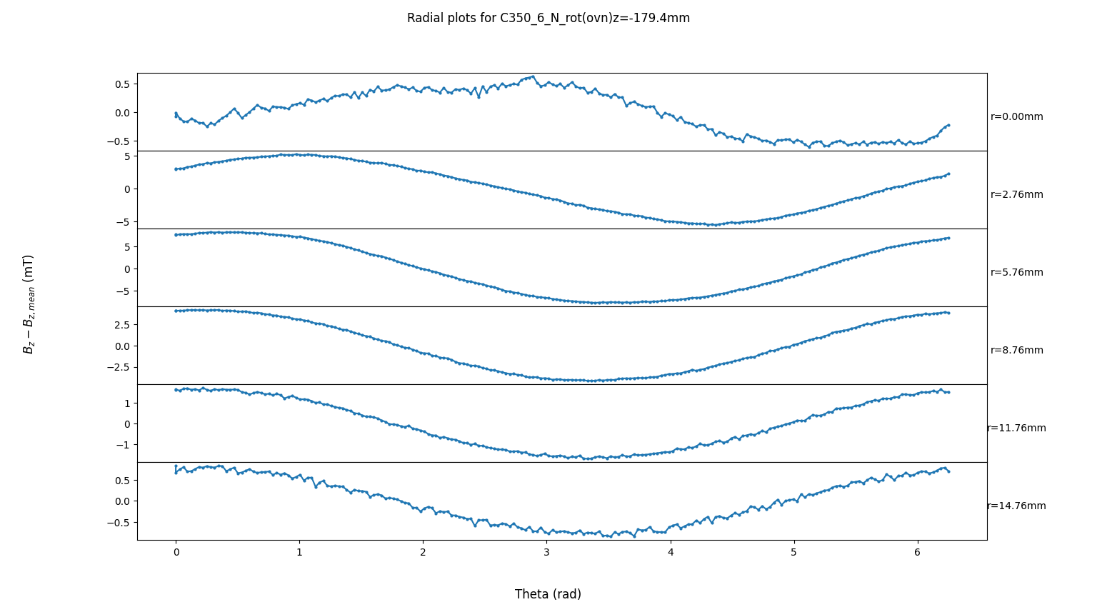 Radial plots for C350_6_N_rot(ovn)z=-179.4mm
0.5
0.0
−0.5
r=0.00mm
5
0
−5
r=2.76mm
5
0
−5
r=5.76mm
2.5
0.0
−2.5
r=8.76mm
1
0
−1
r=11.76mm
0.5
0.0
−0.5
r=14.76mm
B_z − B_{z,mean} (mT)
0 1 2 3 4 5 6
Theta (rad)